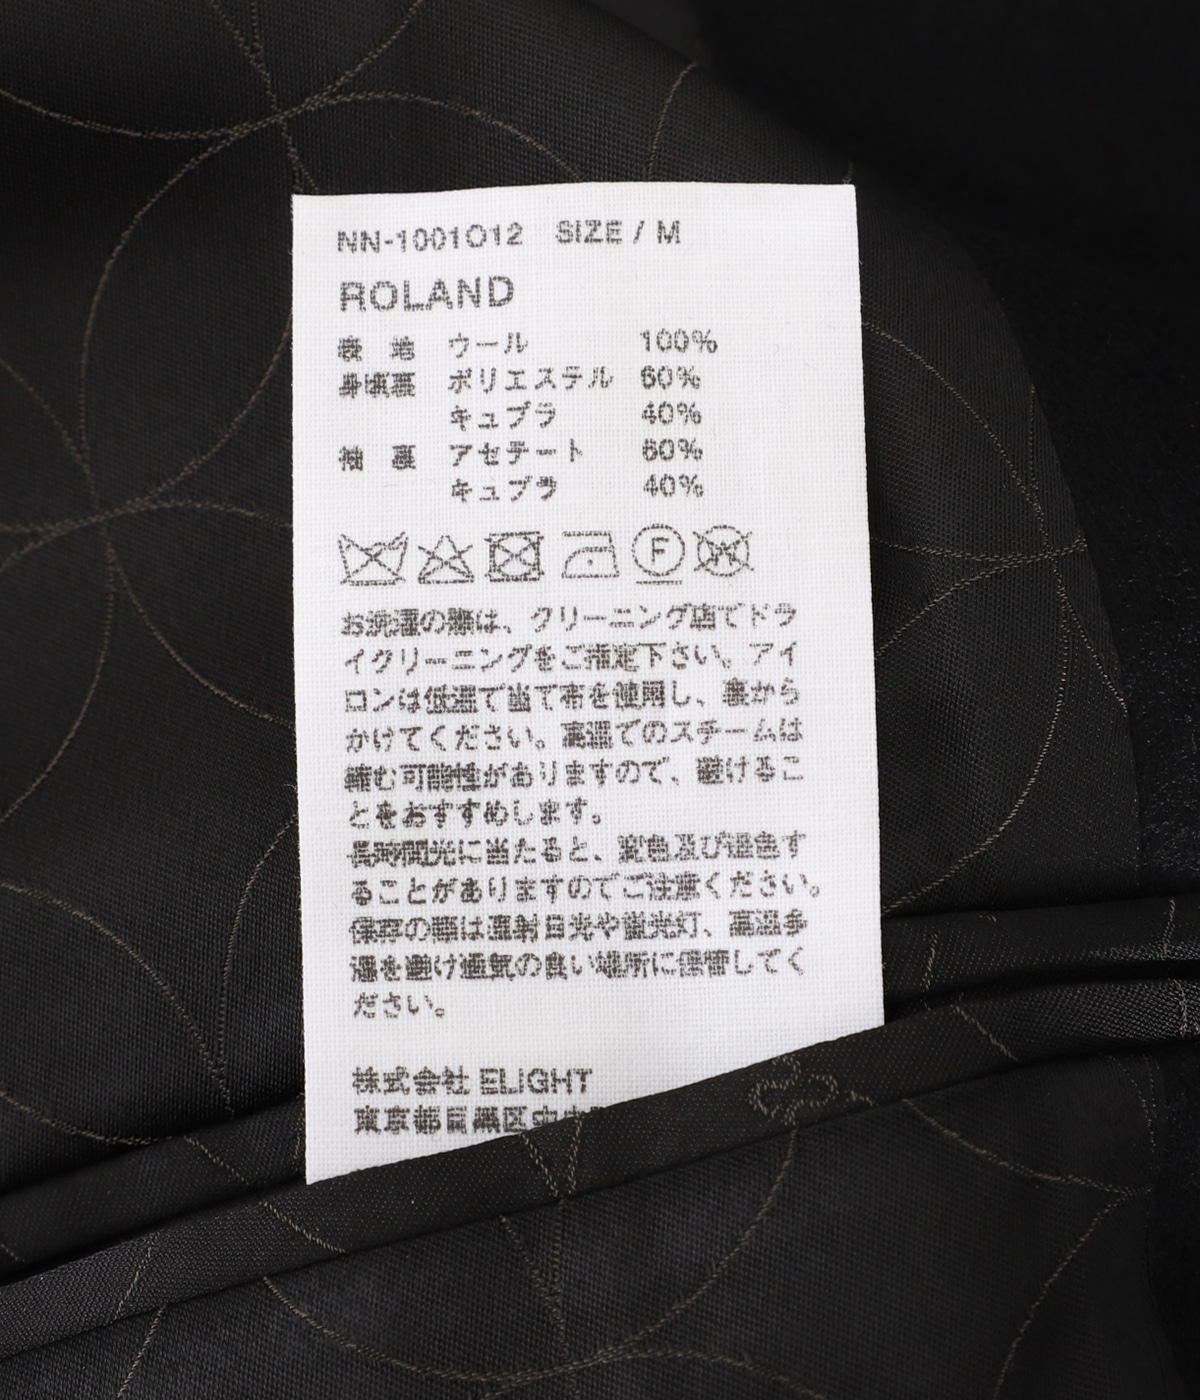 NN-1001O12 SIZE / M
ROLAND
表 地 ウール 100%
身頃裏 ポリエステル 60%
キュプラ 40%
袖 裏 アセテート 60%
キュプラ 40%
F
W
お洗濯の際は、クリーニング店でドラ
イクリーニングをご指定下さい。アイ
ロンは低温で当て布を使用し、裏から
かけてください。高温でのスチームは
縮む可能性がありますので、避けるこ
とをおすすめします。
長時間光に当たると、変色及び退色す
ることがありますのでご注意ください。
保存の際は直射日光や蛍光灯、高温多
湿を避け通気の良い場所に保管してく
ださい。
株式会社 ELIGHT
東京都目黒区中